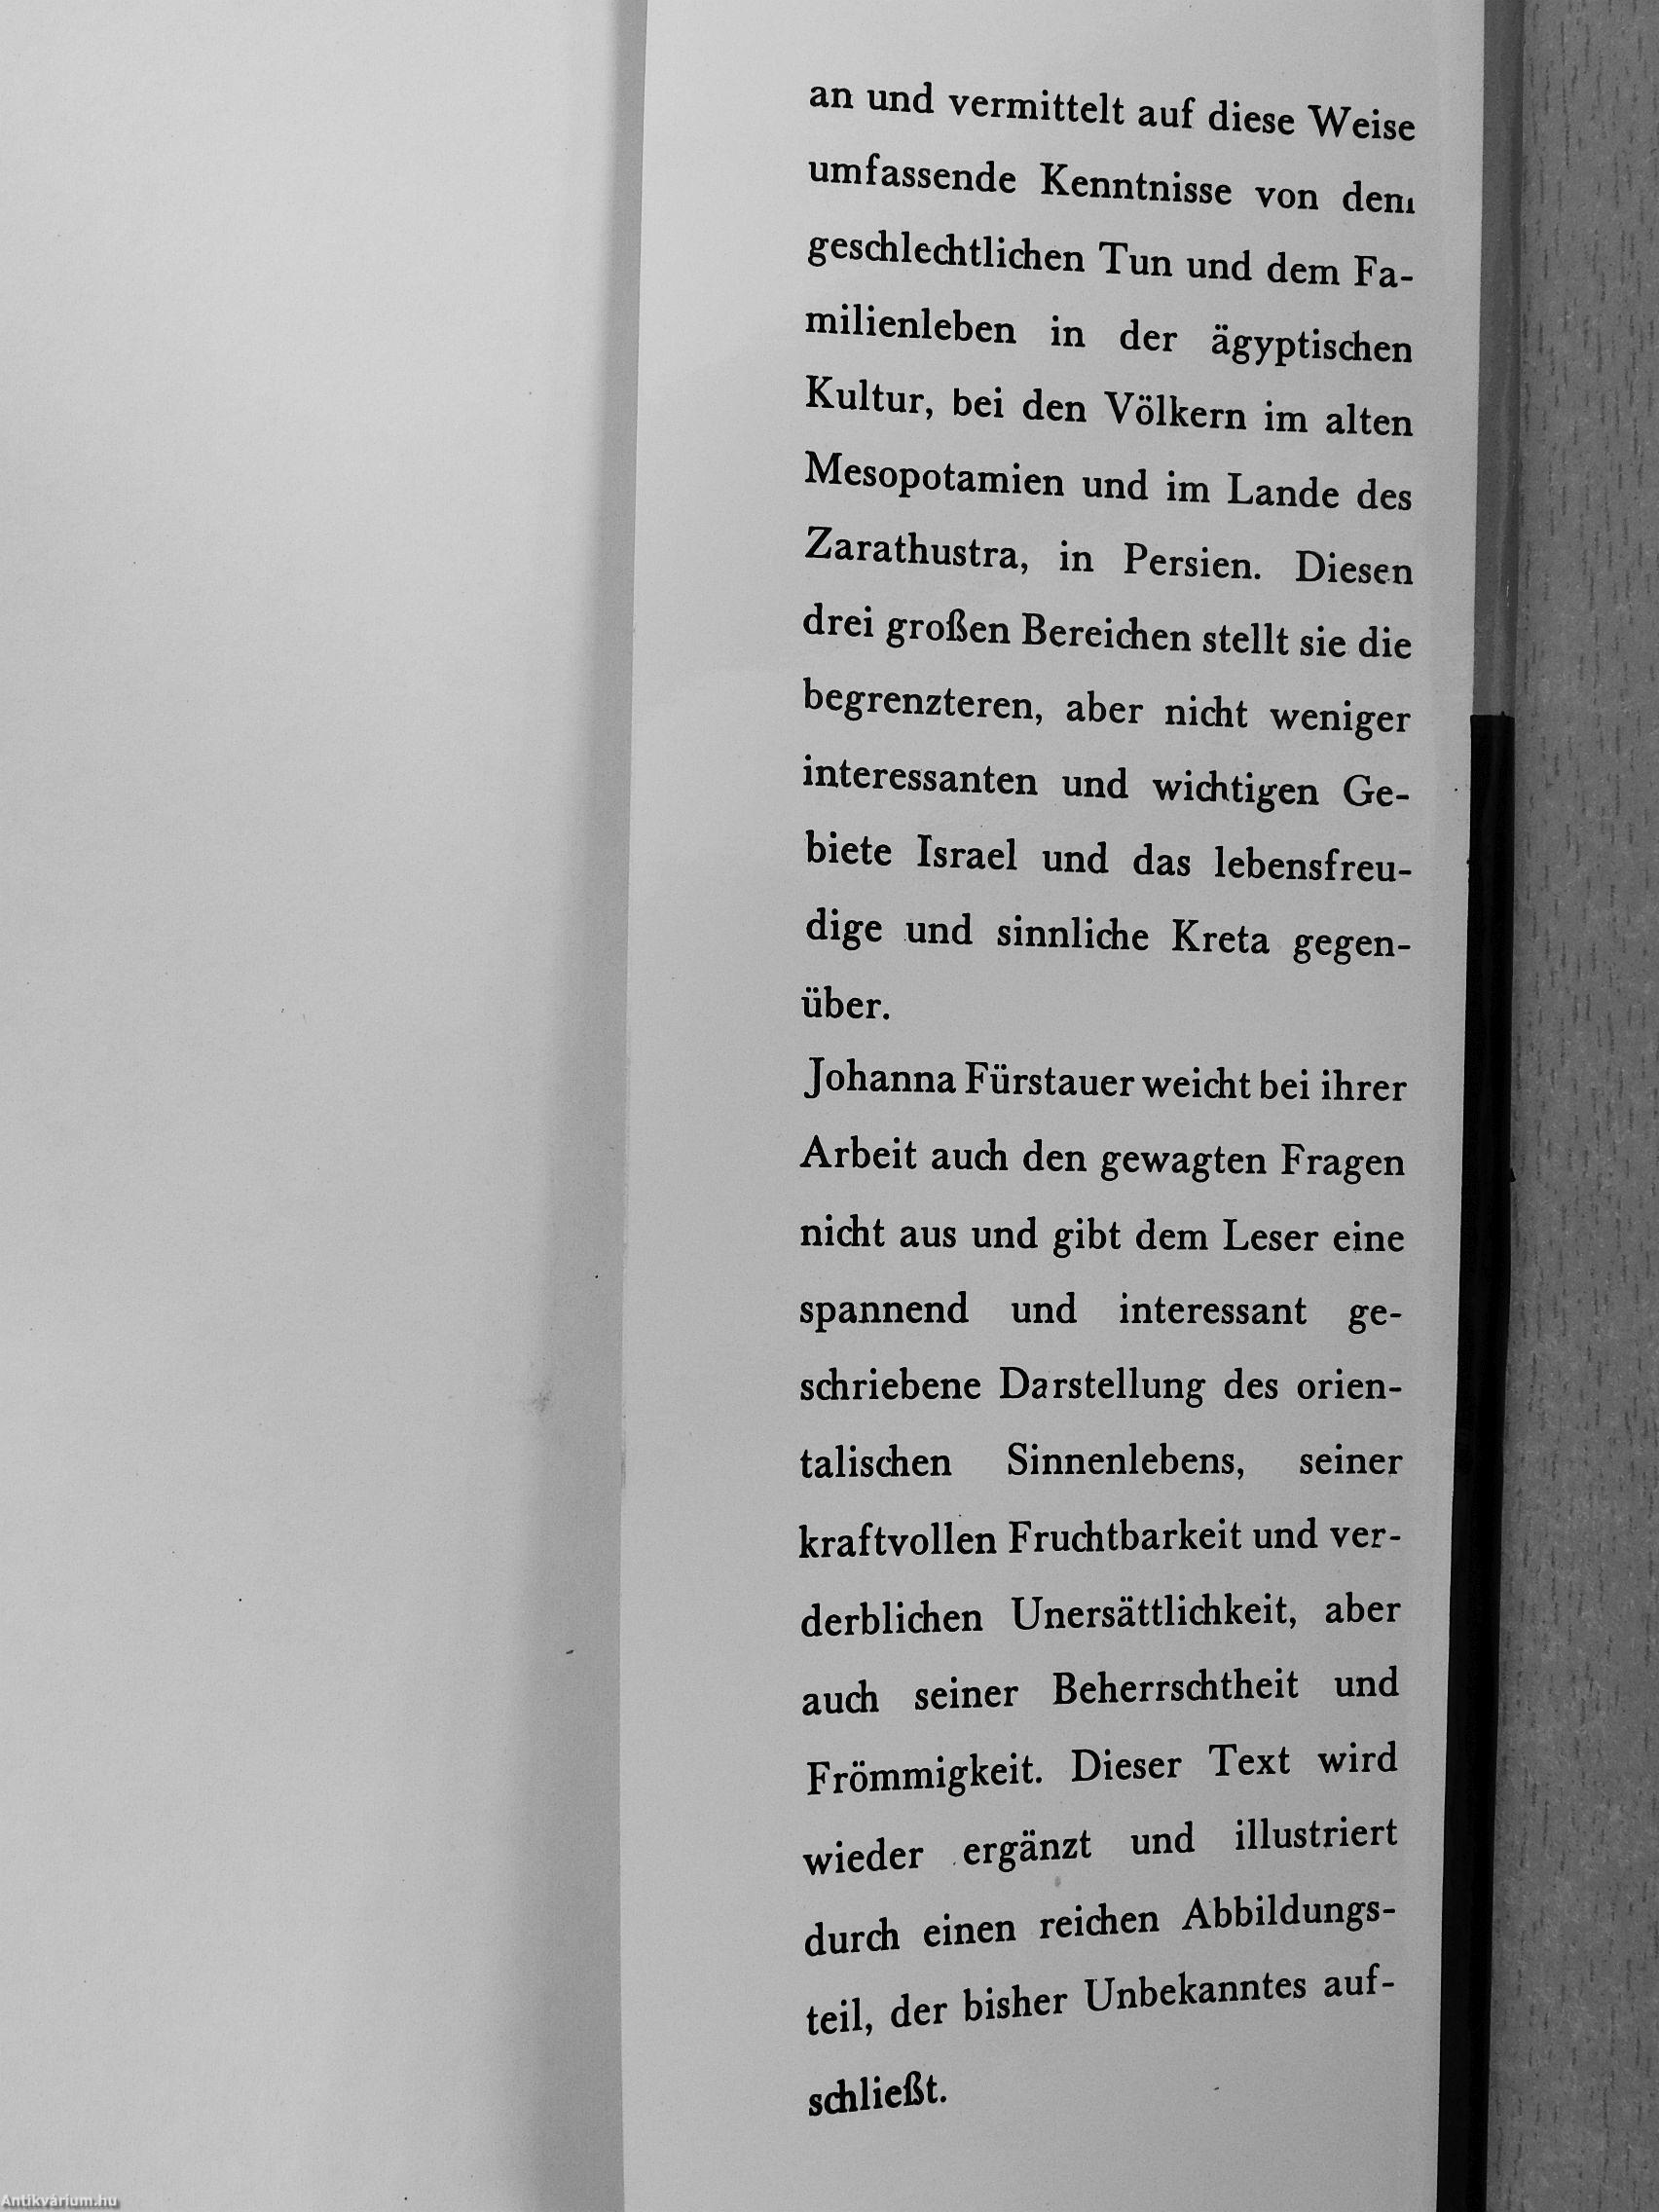 an und vermittelt auf diese Weise
umfassende Kenntnisse von dem
geschlechtlichen Tun und dem Fa-
milienleben in der ägyptischen
Kultur, bei den Völkern im alten
Mesopotamien und im Lande des
Zarathustra, in Persien. Diesen
drei großen Bereichen stellt sie die
begrenzteren, aber nicht weniger
interessanten und wichtigen Ge-
biete Israel und das lebensfreu-
dige und sinnliche Kreta gegen-
über.
Johanna Fürstauer weicht bei ihrer
Arbeit auch den gewagten Fragen
nicht aus und gibt dem Leser eine
spannend und interessant ge-
schriebene Darstellung des orien-
talischen Sinnenlebens, seiner
kraftvollen Fruchtbarkeit und ver-
derblichen Unersättlichkeit, aber
auch seiner Beherrschtheit und
Frömmigkeit. Dieser Text wird
wieder ergänzt und illustriert
durch einen reichen Abbildungs-
teil, der bisher Unbekanntes auf-
schließt.
Antikvárium.hu